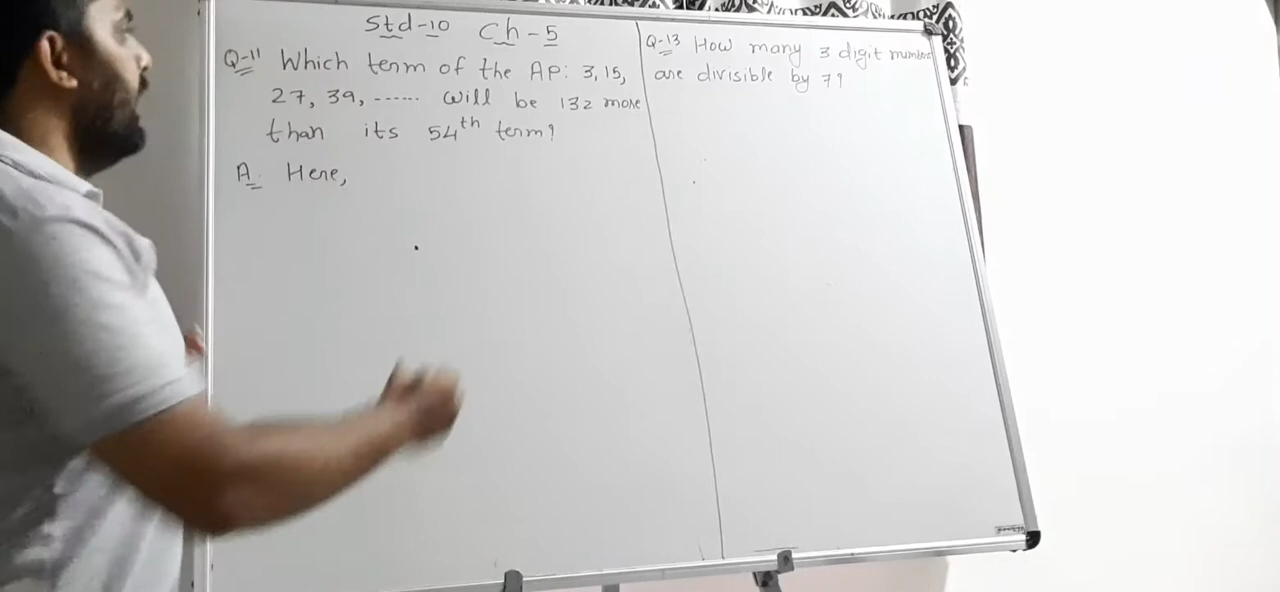 Std-10 Ch-5
Q-11 Which term of the AP: 3, 15,
27, 39, ------ will be 132 more
than its 54th term?
A. Here,
Q-13 How many 3 digit numbers
are divisible by 7?